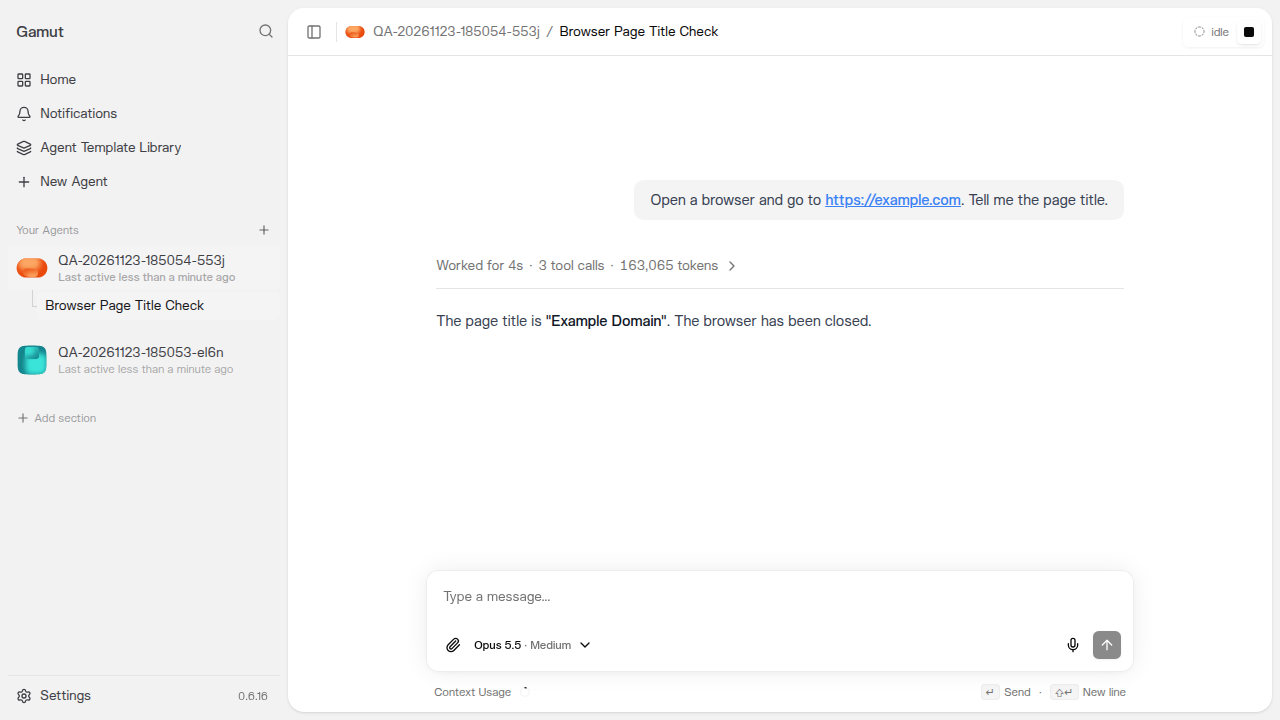 Gamut
Home
Notifications
Agent Template Library
New Agent
Your Agents
QA-20261123-185054-553j
Last active less than a minute ago
Browser Page Title Check
QA-20261123-185053-el6n
Last active less than a minute ago
Add section
Settings
0.6.16
QA-20261123-185054-553j / Browser Page Title Check
idle
Open a browser and go to https://example.com. Tell me the page title.
Worked for 4s · 3 tool calls · 163,065 tokens
The page title is "Example Domain". The browser has been closed.
Type a message...
Opus 5.5 · Medium
Context Usage
Send · New line